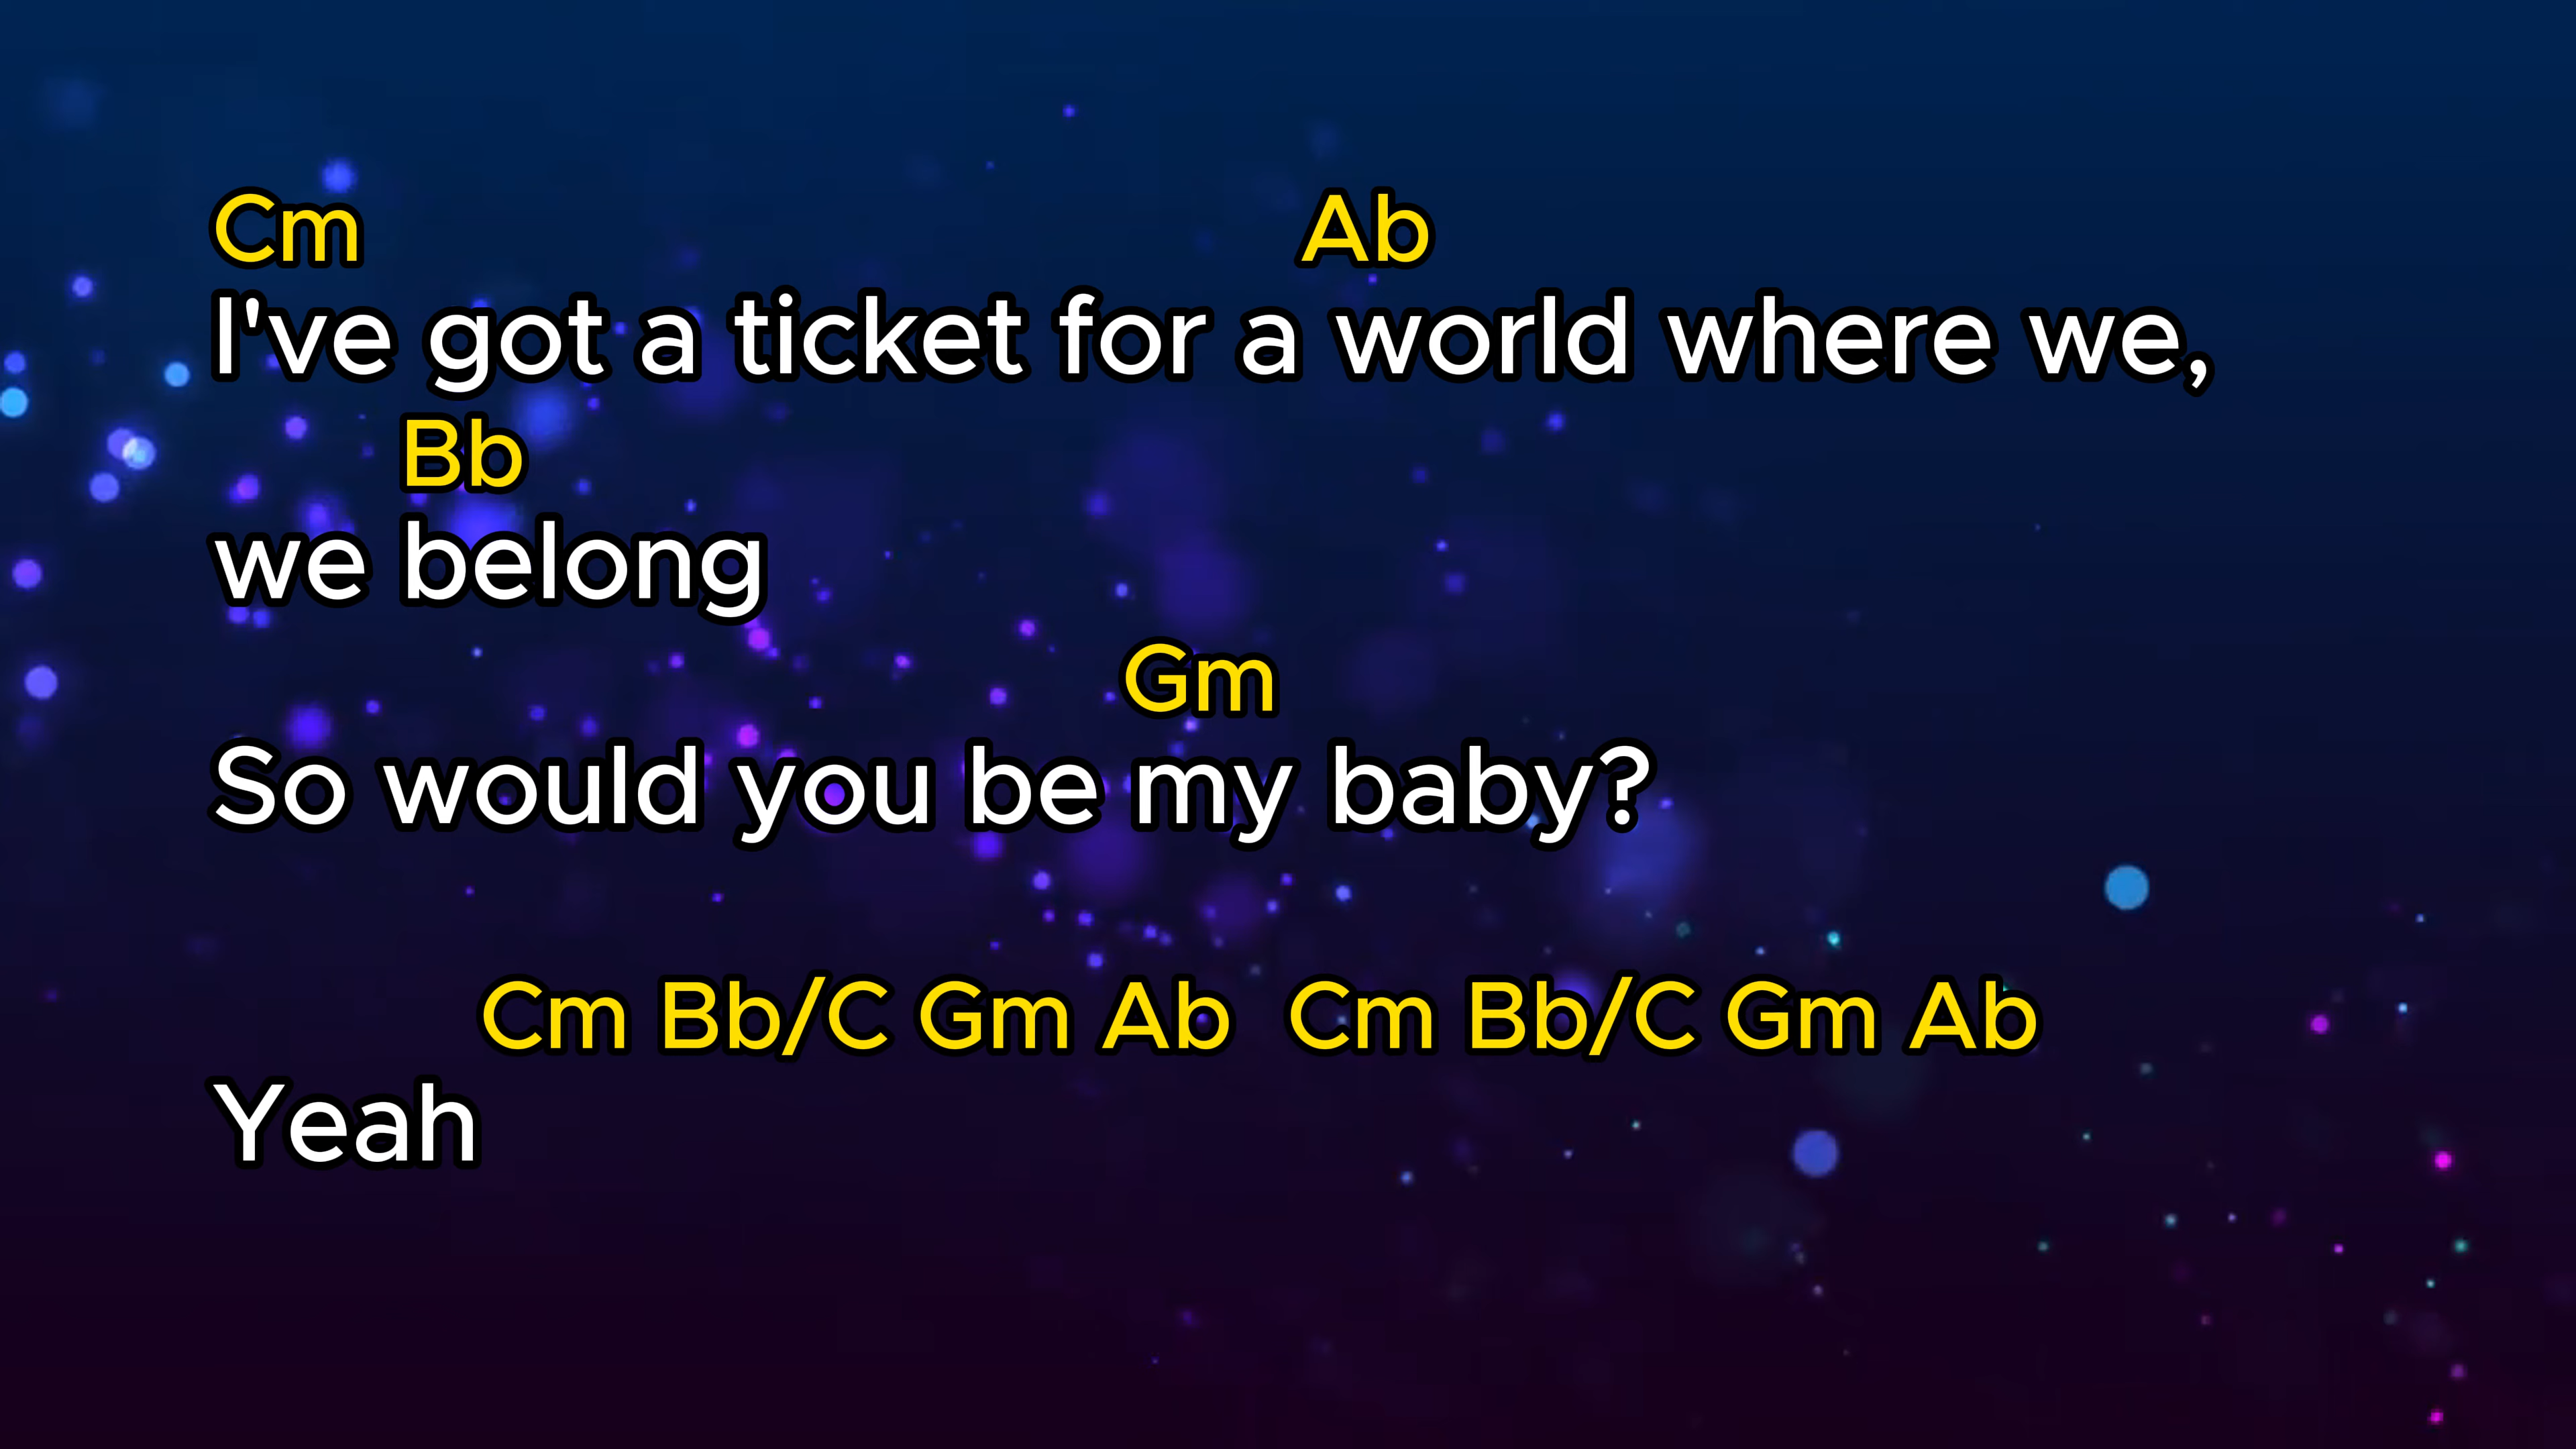 Cm Ab
I've got a ticket for a world where we,
Bb
we belong
Gm
So would you be my baby?
Cm Bb/C Gm Ab Cm Bb/C Gm Ab
Yeah